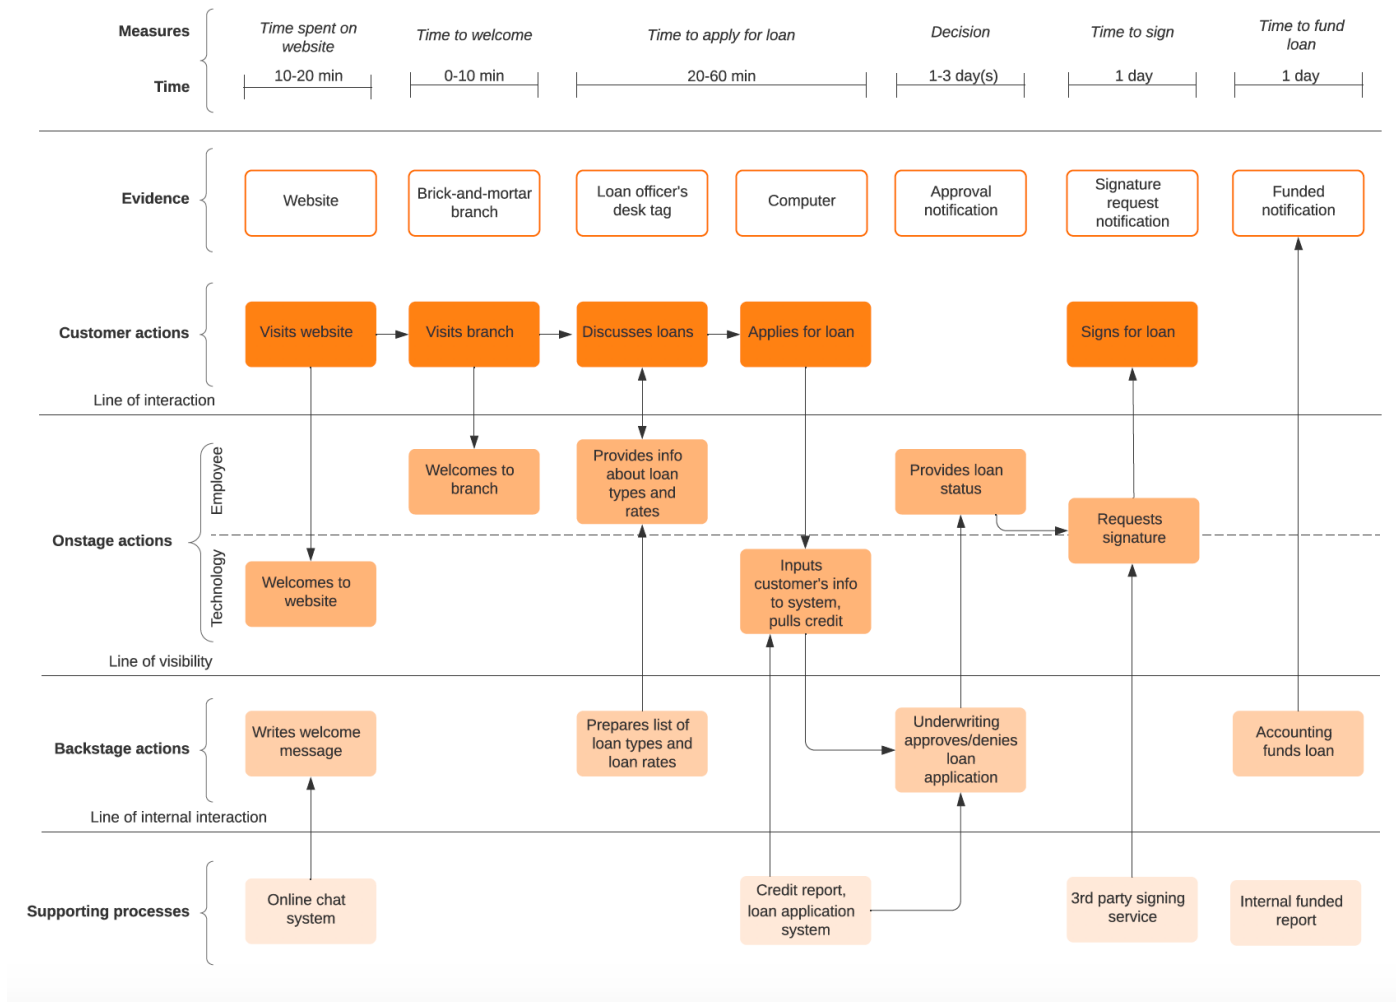 Measures
Time spent on
website
Time to welcome
Time to apply for loan
Decision
Time to sign
Time to fund
loan
Time
10-20 min
0-10 min
20-60 min
1-3 day(s)
1 day
1 day
Evidence
Website
Brick-and-mortar
branch
Loan officer's
desk tag
Computer
Approval
notification
Signature
request
notification
Funded
notification
Customer actions
Visits website
Visits branch
Discusses loans
Applies for loan
Signs for loan
Line of interaction
Onstage actions
Employee
Technology
Welcomes to
branch
Provides info
about loan
types and
rates
Provides loan
status
Requests
signature
Welcomes to
website
Inputs
customer's info
to system,
pulls credit
Line of visibility
Backstage actions
Writes welcome
message
Prepares list of
loan types and
loan rates
Underwriting
approves/denies
loan
application
Accounting
funds loan
Line of internal interaction
Supporting processes
Online chat
system
Credit report,
loan application
system
3rd party signing
service
Internal funded
report